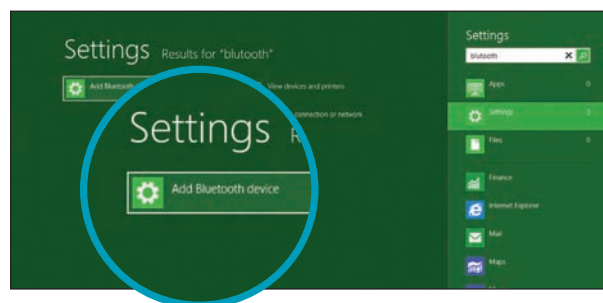 Settings Results for "blutooth"
Add Bluetooth
View devices and printers
connection or network
Settings R
Add Bluetooth device
Settings
blutooth
Apps 0
Settings 3
Files 0
Finance
Internet Explorer
Mail
Maps